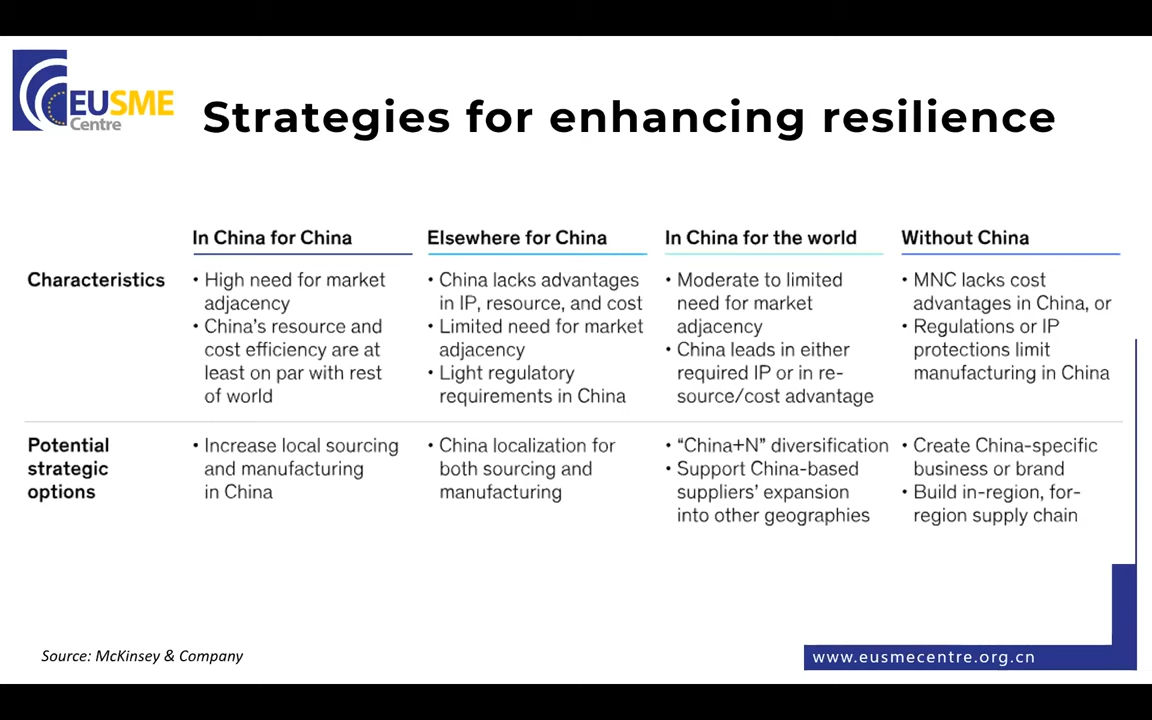 EUSME
Centre
Strategies for enhancing resilience
In China for China
Elsewhere for China
In China for the world
Without China
Characteristics
• High need for market
adjacency
• China's resource and
cost efficiency are at
least on par with rest
of world
• China lacks advantages
in IP, resource, and cost
• Limited need for market
adjacency
• Light regulatory
requirements in China
• Moderate to limited
need for market
adjacency
• China leads in either
required IP or in re-
source/cost advantage
• MNC lacks cost
advantages in China, or
• Regulations or IP
protections limit
manufacturing in China
Potential
strategic
options
• Increase local sourcing
and manufacturing
in China
• China localization for
both sourcing and
manufacturing
• “China+N” diversification
• Support China-based
suppliers’ expansion
into other geographies
• Create China-specific
business or brand
• Build in-region, for-
region supply chain
Source: McKinsey & Company
www.eusmecentre.org.cn